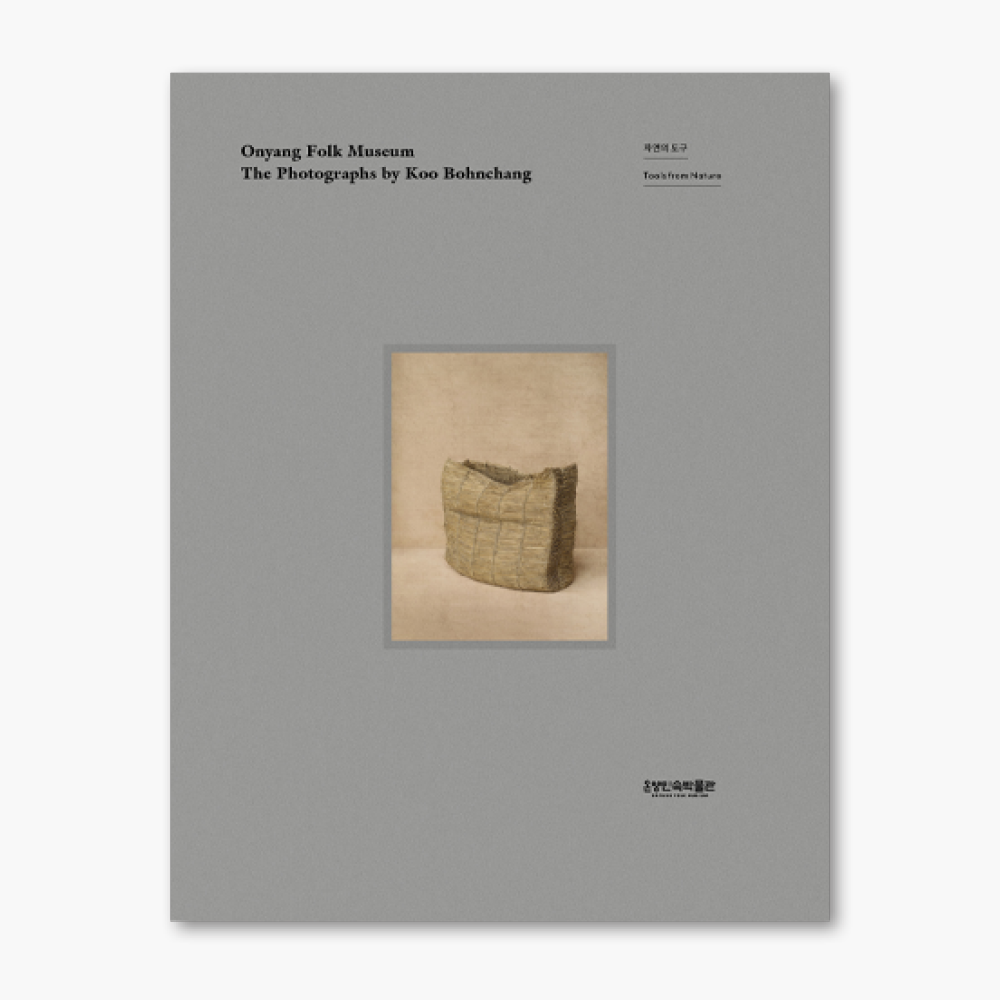 Onyang Folk Museum
The Photographs by Koo Bohnchang
자연의 도구
Tools from Nature
온양민속박물관